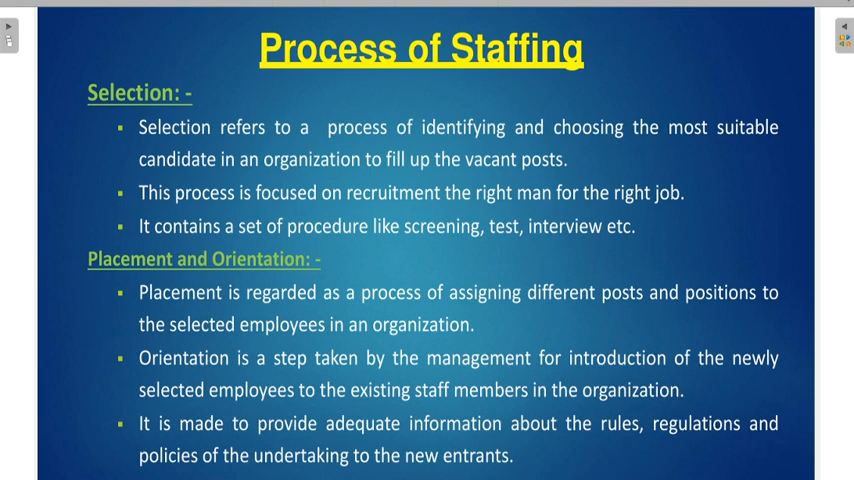 Process of Staffing
Selection: -
Selection refers to a process of identifying and choosing the most suitable
candidate in an organization to fill up the vacant posts.
This process is focused on recruitment the right man for the right job.
It contains a set of procedure like screening, test, interview etc.
Placement and Orientation: -
Placement is regarded as a process of assigning different posts and positions to
the selected employees in an organization.
Orientation is a step taken by the management for introduction of the newly
selected employees to the existing staff members in the organization.
It is made to provide adequate information about the rules, regulations and
policies of the undertaking to the new entrants.